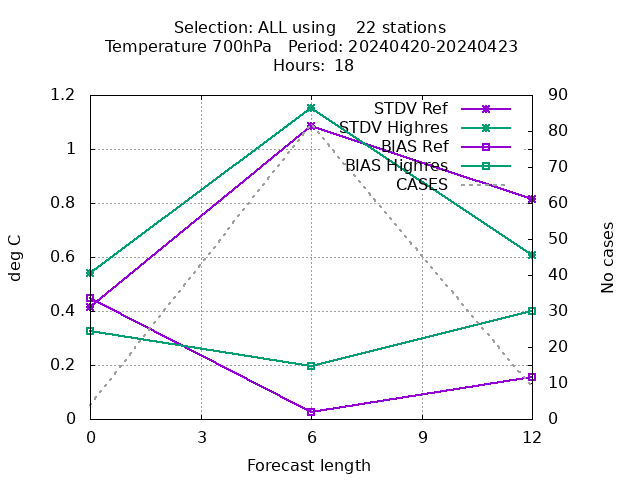 Selection: ALL using    22 stations
Temperature 700hPa   Period: 20240420-20240423
Hours: 18
STDV Ref
STDV Highres
BIAS Ref
BIAS Highres
CASES
1.2
1
0.8
0.6
0.4
0.2
0
90
80
70
60
50
40
30
20
10
0
deg C
No cases
0 3 6 9 12
Forecast length